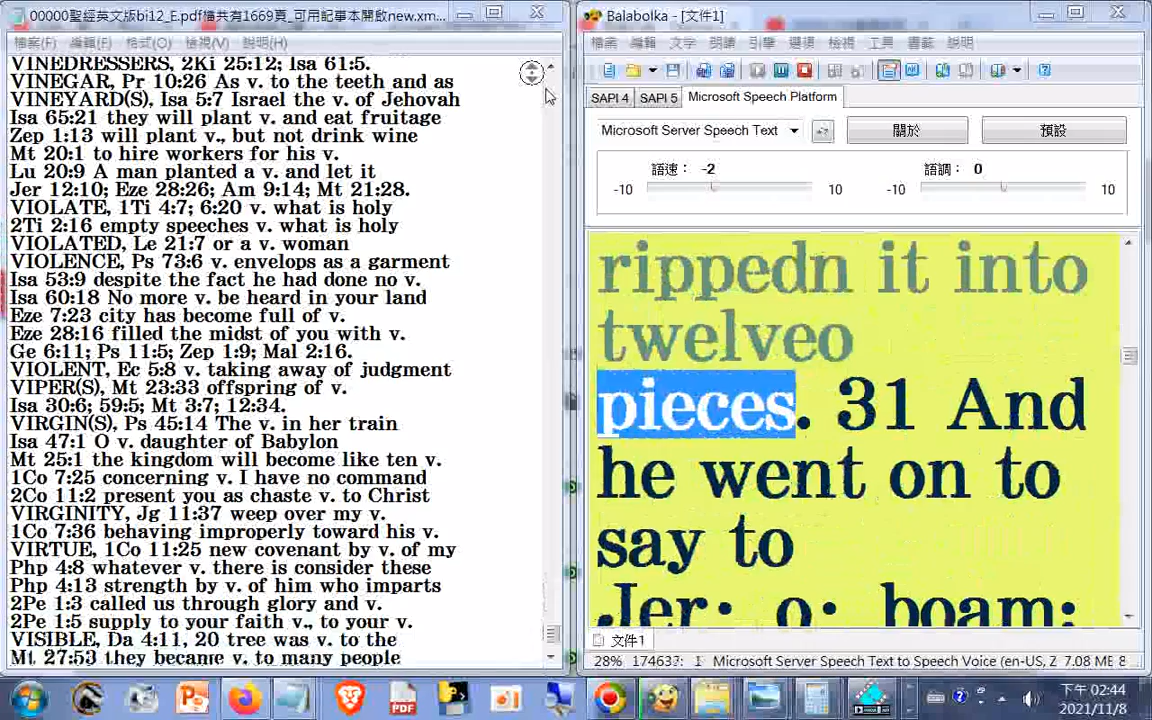 00000聖經英文版bi12_E.pdf檔共有1669頁_可用記事本開啟new.xm...
檔案(F) 編輯(E) 格式(O) 檢視(V) 說明(H)
VINEDRESSERS, 2Ki 25:12; Isa 61:5.
VINEGAR, Pr 10:26 As v. to the teeth and as
VINEYARD(S), Isa 5:7 Israel the v. of Jehovah
Isa 65:21 they will plant v. and eat fruitage
Zep 1:13 will plant v., but not drink wine
Mt 20:1 to hire workers for his v.
Lu 20:9 A man planted a v. and let it
Jer 12:10; Eze 28:26; Am 9:14; Mt 21:28.
VIOLATE, 1Ti 4:7; 6:20 v. what is holy
2Ti 2:16 empty speeches v. what is holy
VIOLATED, Le 21:7 or a v. woman
VIOLENCE, Ps 73:6 v. envelops as a garment
Isa 53:9 despite the fact he had done no v.
Isa 60:18 No more v. be heard in your land
Eze 7:23 city has become full of v.
Eze 28:16 filled the midst of you with v.
Ge 6:11; Ps 11:5; Zep 1:9; Mal 2:16.
VIOLENT, Ec 5:8 v. taking away of judgment
VIPER(S), Mt 23:33 offspring of v.
Isa 30:6; 59:5; Mt 3:7; 12:34.
VIRGIN(S), Ps 45:14 The v. in her train
Isa 47:1 O v. daughter of Babylon
Mt 25:1 the kingdom will become like ten v.
1Co 7:25 concerning v. I have no command
2Co 11:2 present you as chaste v. to Christ
VIRGINITY, Jg 11:37 weep over my v.
1Co 7:36 behaving improperly toward his v.
VIRTUE, 1Co 11:25 new covenant by v. of my
Php 4:8 whatever v. there is consider these
Php 4:13 strength by v. of him who imparts
2Pe 1:3 called us through glory and v.
2Pe 1:5 supply to your faith v., to your v.
VISIBLE, Da 4:11, 20 tree was v. to the
Mt 27:53 they became v. to many people
Balabolka - [文件1]
檔案 編輯 文字 朗讀 引擎 選項 檢視 工具 書籤 說明
SAPI 4 SAPI 5 Microsoft Speech Platform
Microsoft Server Speech Text 關於 預設
語速： -2 語調： 0
-10 10 -10 10
rippedn it into
twelveo
pieces. 31 And
he went on to
say to
Jer· o· boam:
文件1
28% 174637: 1 Microsoft Server Speech Text to Speech Voice (en-US, Z 7.08 MB 8
下午 02:44
2021/11/8